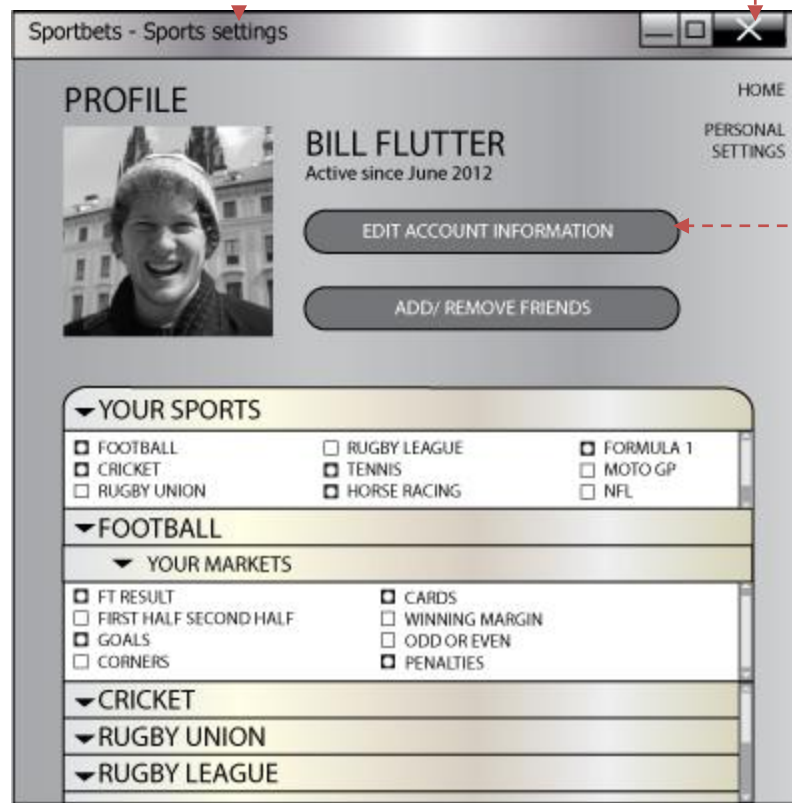 Sportbets - Sports settings
HOME
PROFILE
PERSONAL
SETTINGS
BILL FLUTTER
Active since June 2012
EDIT ACCOUNT INFORMATION
ADD/ REMOVE FRIENDS
YOUR SPORTS
FOOTBALL RUGBY LEAGUE FORMULA 1
CRICKET TENNIS MOTO GP
RUGBY UNION HORSE RACING NFL
FOOTBALL
YOUR MARKETS
FT RESULT CARDS
FIRST HALF SECOND HALF WINNING MARGIN
GOALS ODD OR EVEN
CORNERS PENALTIES
CRICKET
RUGBY UNION
RUGBY LEAGUE